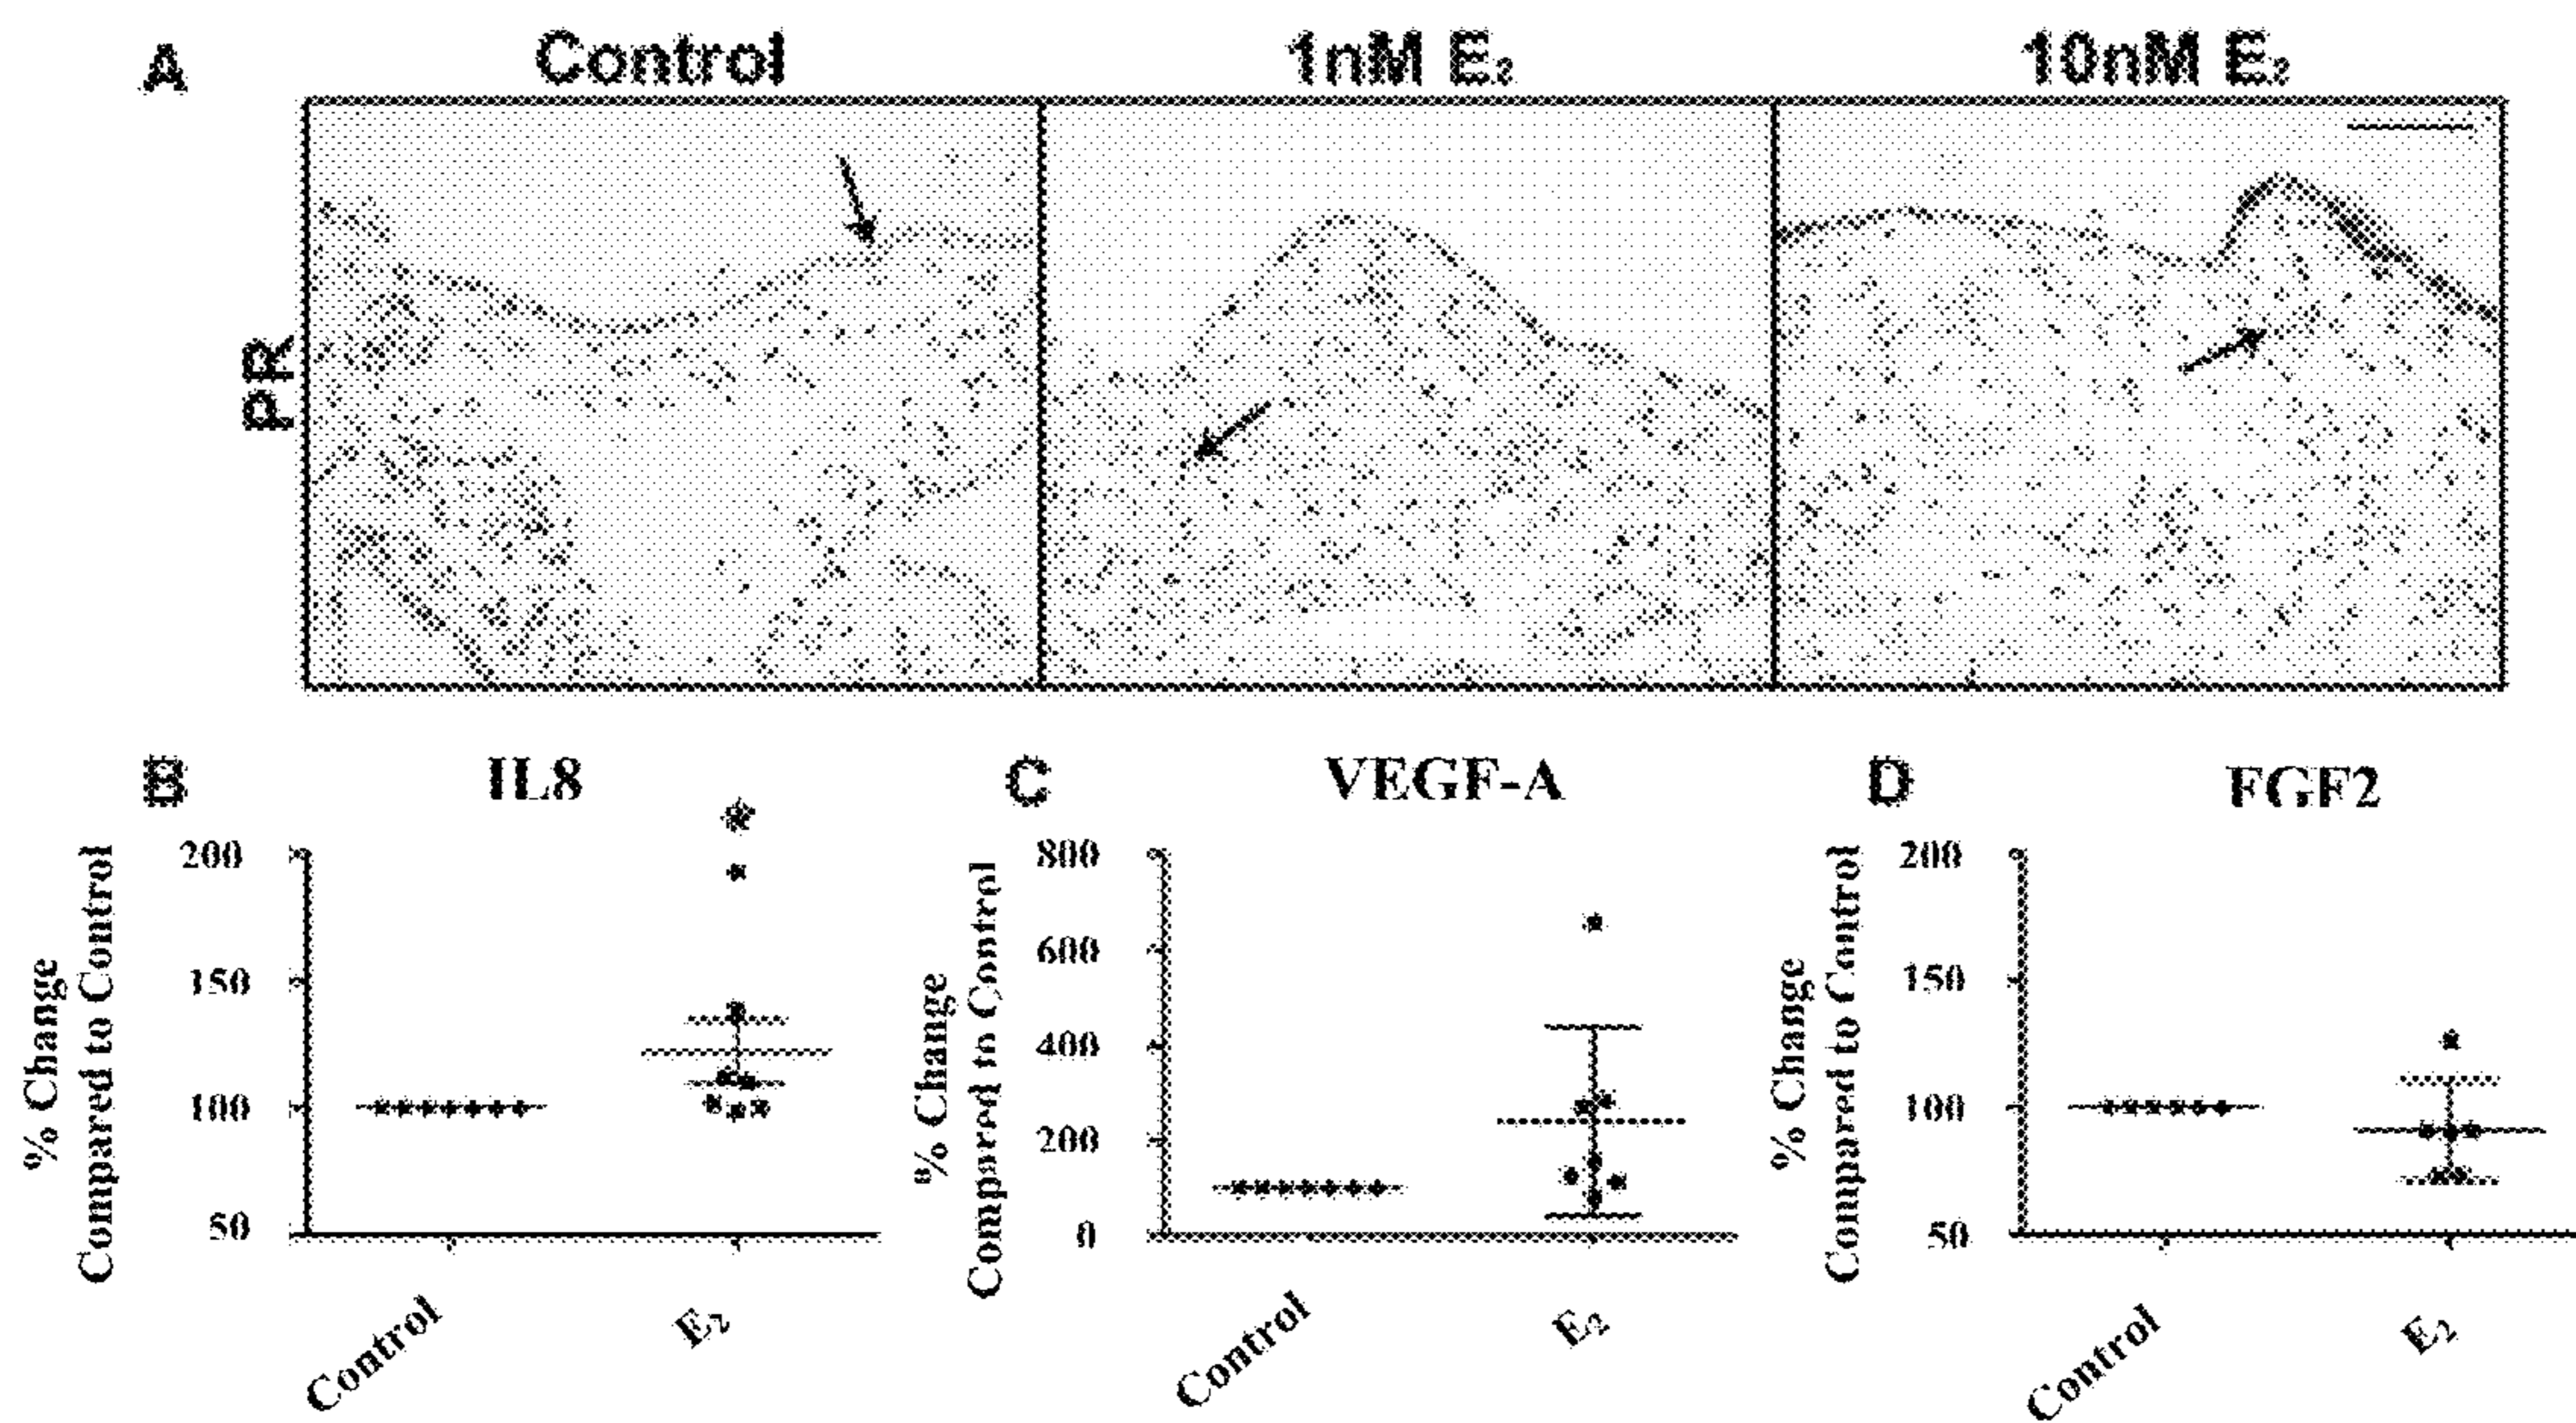 A
Control
1nM E₂
10nM E₂
PR
B
IL8
% Change
Compared to Control
200
150
100
50
Control
E₂
*
C
VEGF-A
% Change
Compared to Control
800
600
400
200
0
Control
E₂
D
FGF2
% Change
Compared to Control
200
150
100
50
Control
E₂